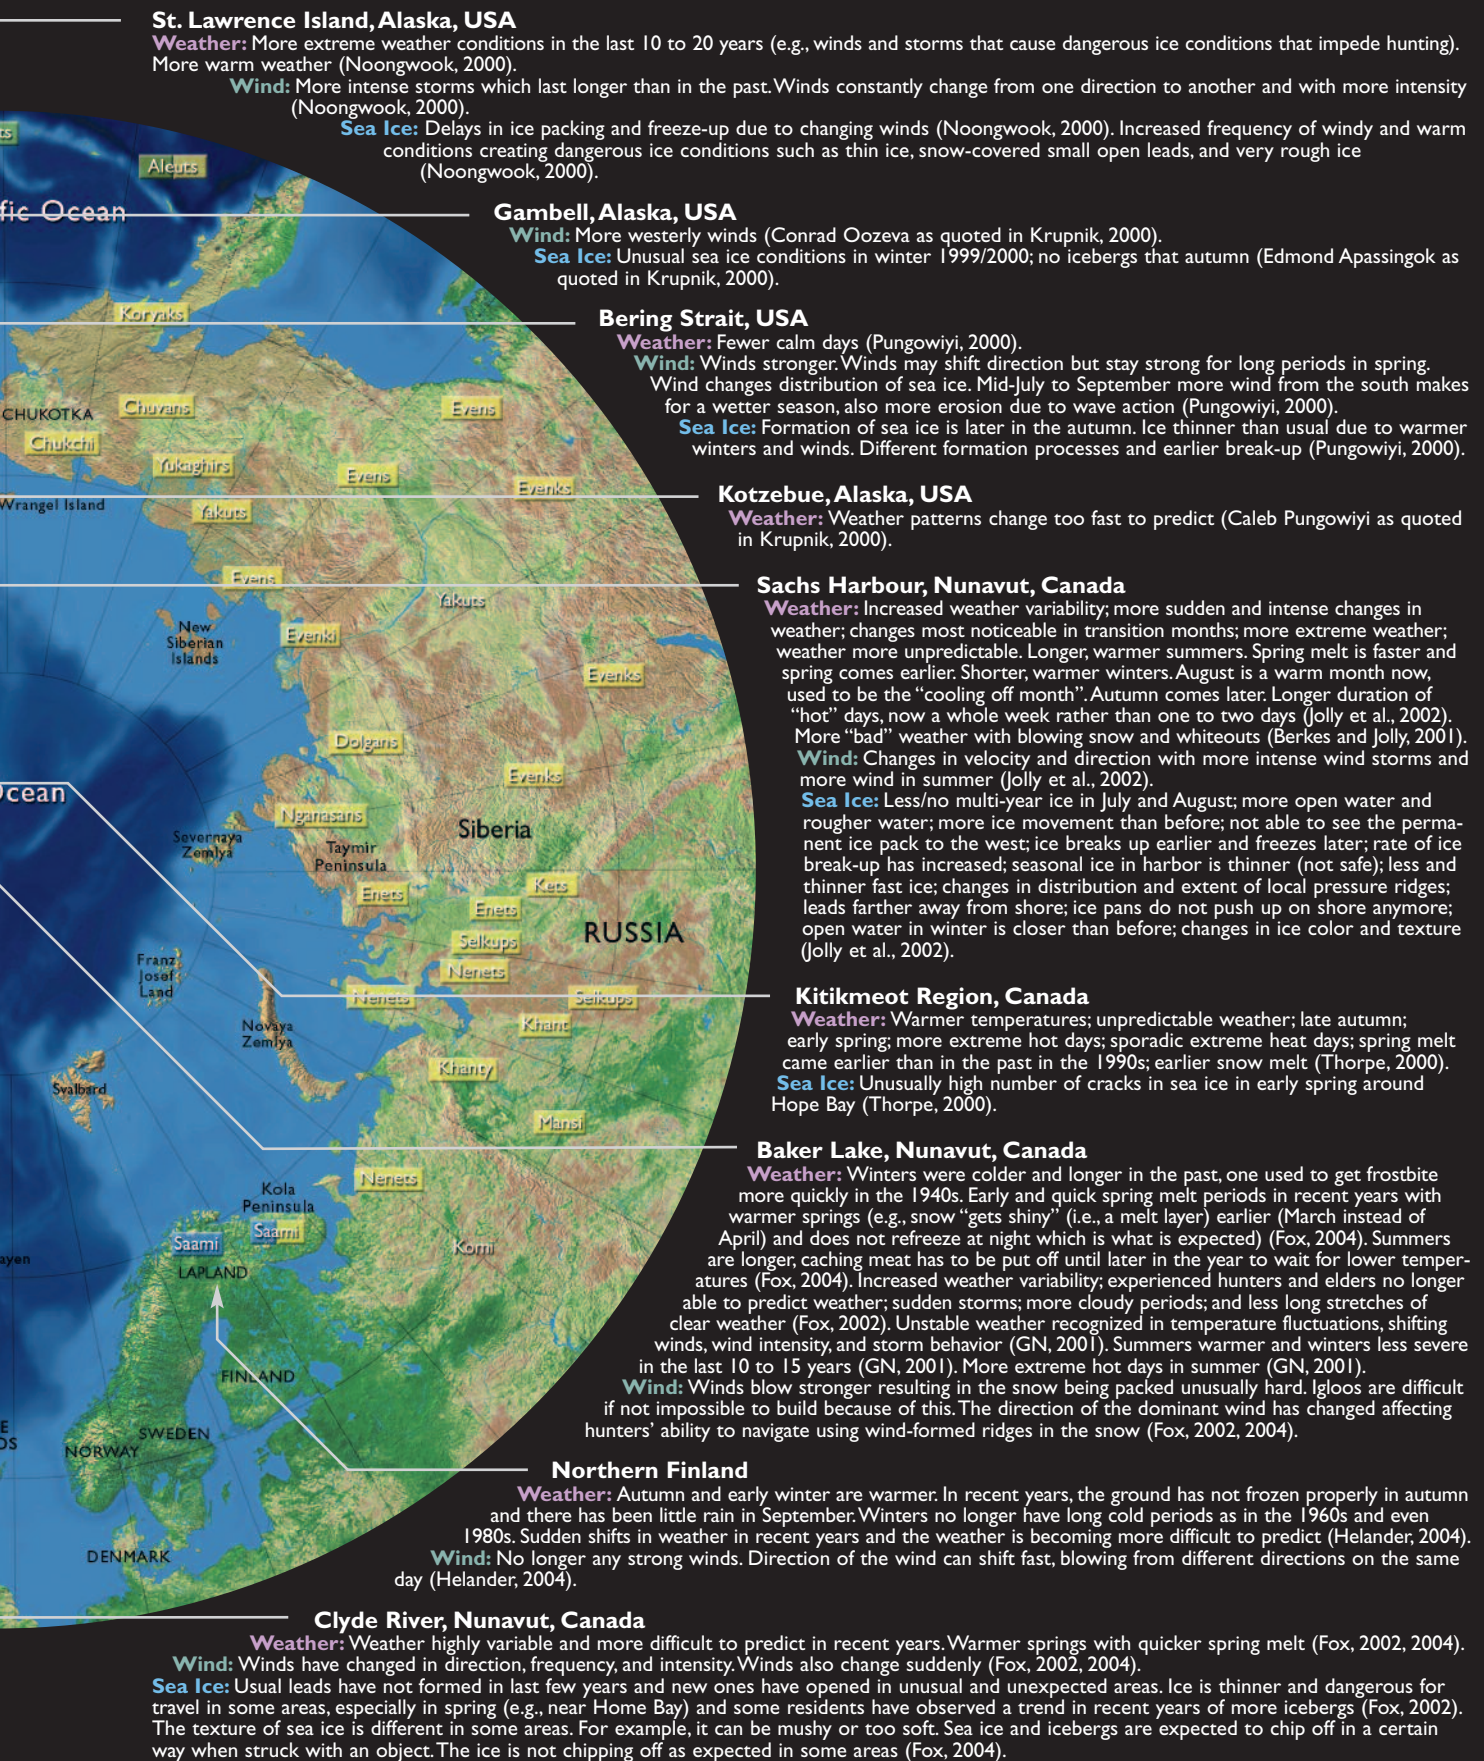 St. Lawrence Island, Alaska, USA
Weather: More extreme weather conditions in the last 10 to 20 years (e.g., winds and storms that cause dangerous ice conditions that impede hunting).
More warm weather (Noongwook, 2000).
Wind: More intense storms which last longer than in the past. Winds constantly change from one direction to another and with more intensity
(Noongwook, 2000).
Sea Ice: Delays in ice packing and freeze-up due to changing winds (Noongwook, 2000). Increased frequency of windy and warm
conditions creating dangerous ice conditions such as thin ice, snow-covered small open leads, and very rough ice
(Noongwook, 2000).
Gambell, Alaska, USA
Wind: More westerly winds (Conrad Oozeva as quoted in Krupnik, 2000).
Sea Ice: Unusual sea ice conditions in winter 1999/2000; no icebergs that autumn (Edmond Apassingok as
quoted in Krupnik, 2000).
Bering Strait, USA
Weather: Fewer calm days (Pungowiyi, 2000).
Wind: Winds stronger. Winds may shift direction but stay strong for long periods in spring.
Wind changes distribution of sea ice. Mid-July to September more wind from the south makes
for a wetter season, also more erosion due to wave action (Pungowiyi, 2000).
Sea Ice: Formation of sea ice is later in the autumn. Ice thinner than usual due to warmer
winters and winds. Different formation processes and earlier break-up (Pungowiyi, 2000).
Kotzebue, Alaska, USA
Weather: Weather patterns change too fast to predict (Caleb Pungowiyi as quoted
in Krupnik, 2000).
Sachs Harbour, Nunavut, Canada
Weather: Increased weather variability; more sudden and intense changes in
weather; changes most noticeable in transition months; more extreme weather;
weather more unpredictable. Longer, warmer summers. Spring melt is faster and
spring comes earlier. Shorter, warmer winters. August is a warm month now,
used to be the “cooling off month”. Autumn comes later. Longer duration of
“hot” days, now a whole week rather than one to two days (Jolly et al., 2002).
More “bad” weather with blowing snow and whiteouts (Berkes and Jolly, 2001).
Wind: Changes in velocity and direction with more intense wind storms and
more wind in summer (Jolly et al., 2002).
Sea Ice: Less/no multi-year ice in July and August; more open water and
rougher water; more ice movement than before; not able to see the perma-
nent ice pack to the west; ice breaks up earlier and freezes later; rate of ice
break-up has increased; seasonal ice in harbor is thinner (not safe); less and
thinner fast ice; changes in distribution and extent of local pressure ridges;
leads farther away from shore; ice pans do not push up on shore anymore;
open water in winter is closer than before; changes in ice color and texture
(Jolly et al., 2002).
Kitikmeot Region, Canada
Weather: Warmer temperatures; unpredictable weather; late autumn;
early spring; more extreme hot days; sporadic extreme heat days; spring melt
came earlier than in the past in the 1990s; earlier snow melt (Thorpe, 2000).
Sea Ice: Unusually high number of cracks in sea ice in early spring around
Hope Bay (Thorpe, 2000).
Baker Lake, Nunavut, Canada
Weather: Winters were colder and longer in the past, one used to get frostbite
more quickly in the 1940s. Early and quick spring melt periods in recent years with
warmer springs (e.g., snow “gets shiny” (i.e., a melt layer) earlier (March instead of
April) and does not refreeze at night which is what is expected) (Fox, 2004). Summers
are longer, caching meat has to be put off until later in the year to wait for lower temper-
atures (Fox, 2004). Increased weather variability; experienced hunters and elders no longer
able to predict weather; sudden storms; more cloudy periods; and less long stretches of
clear weather (Fox, 2002). Unstable weather recognized in temperature fluctuations, shifting
winds, wind intensity, and storm behavior (GN, 2001). Summers warmer and winters less severe
in the last 10 to 15 years (GN, 2001). More extreme hot days in summer (GN, 2001).
Wind: Winds blow stronger resulting in the snow being packed unusually hard. Igloos are difficult
if not impossible to build because of this. The direction of the dominant wind has changed affecting
hunters’ ability to navigate using wind-formed ridges in the snow (Fox, 2002, 2004).
Northern Finland
Weather: Autumn and early winter are warmer. In recent years, the ground has not frozen properly in autumn
and there has been little rain in September. Winters no longer have long cold periods as in the 1960s and even
1980s. Sudden shifts in weather in recent years and the weather is becoming more difficult to predict (Helander, 2004).
Wind: No longer any strong winds. Direction of the wind can shift fast, blowing from different directions on the same
day (Helander, 2004).
Clyde River, Nunavut, Canada
Weather: Weather highly variable and more difficult to predict in recent years. Warmer springs with quicker spring melt (Fox, 2002, 2004).
Wind: Winds have changed in direction, frequency, and intensity. Winds also change suddenly (Fox, 2002, 2004).
Sea Ice: Usual leads have not formed in last few years and new ones have opened in unusual and unexpected areas. Ice is thinner and dangerous for
travel in some areas, especially in spring (e.g., near Home Bay) and some residents have observed a trend in recent years of more icebergs (Fox, 2002).
The texture of sea ice is different in some areas. For example, it can be mushy or too soft. Sea ice and icebergs are expected to chip off in a certain
way when struck with an object. The ice is not chipping off as expected in some areas (Fox, 2004).
ts
Aleuts
fic Ocean
Koryaks
CHUKOTKA
Chuvans
Evens
Chukchi
Yukaghirs
Evens
Evenks
Wrangel Island
Yakuts
Evens
Yakuts
New
Siberian
Islands
Evenki
Evenks
Dolgans
Evenks
Ocean
Nganasans
Siberia
Severnaya
Zemlya
Taymir
Peninsula
Kets
Enets
Enets
RUSSIA
Selkups
Franz
Josef
Land
Nenets
Nenets
Selkups
Novaya
Zemlya
Khant
Khanty
Svalbard
Mansi
Nenets
Kola
Peninsula
Saami
Saami
Komi
ayen
LAPLAND
FINLAND
E
OS
SWEDEN
NORWAY
DENMARK